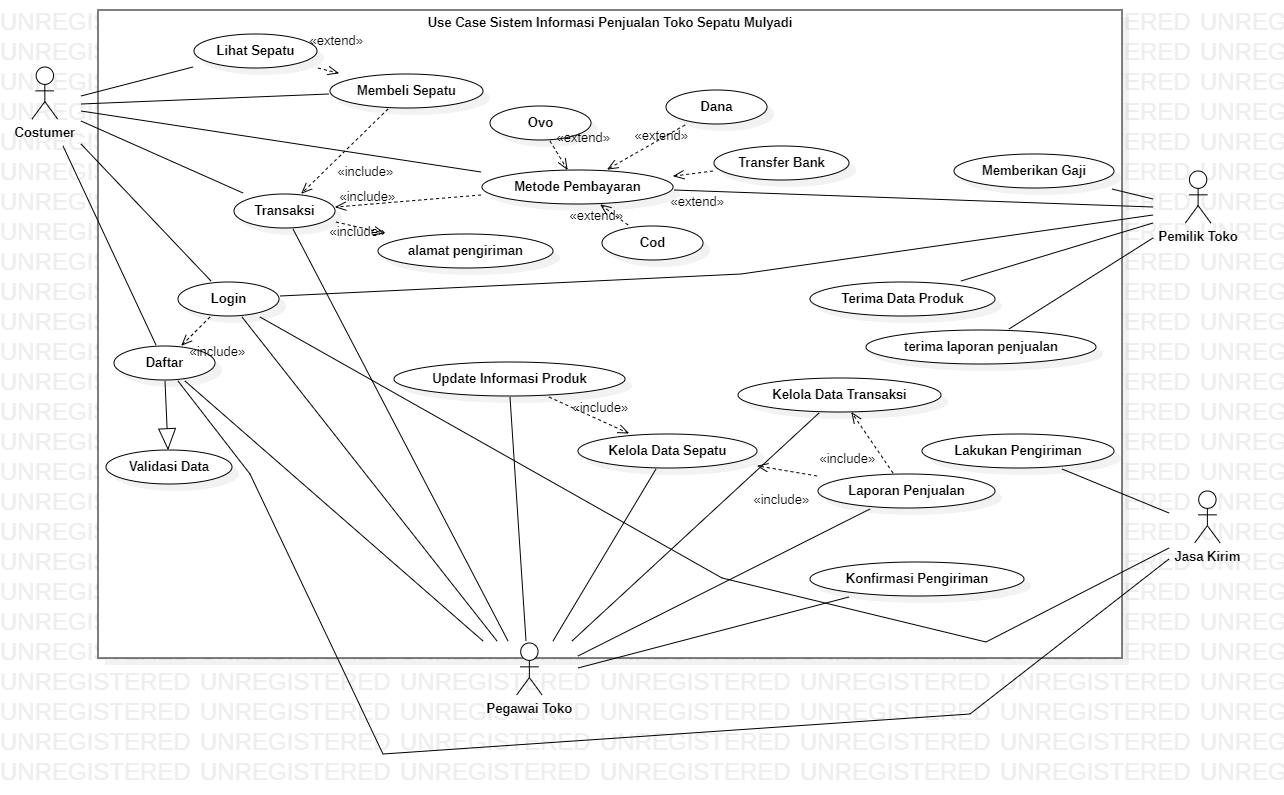 Use Case Sistem Informasi Penjualan Toko Sepatu Mulyadi
Lihat Sepatu
«extend»
Membeli Sepatu
Costumer
Ovo
Dana
«extend»
«extend»
Transfer Bank
Memberikan Gaji
«include»
Metode Pembayaran
«include»
«extend»
Transaksi
«extend»
«include»
Pemilik Toko
alamat pengiriman
Cod
Login
Terima Data Produk
«include»
Daftar
terima laporan penjualan
Update Informasi Produk
Kelola Data Transaksi
«include»
Kelola Data Sepatu
Lakukan Pengiriman
«include»
Validasi Data
Laporan Penjualan
«include»
Jasa Kirim
Konfirmasi Pengiriman
Pegawai Toko
UNREGISTERED UNREGISTERED UNREGISTERED UNREGISTERED UNREGISTERED UNREGISTERED
UNREGISTERED UNREGISTERED UNREGISTERED UNREGISTERED UNREGISTERED UNREGISTERED
UNREGISTERED UNREGISTERED UNREGISTERED UNREGISTERED UNREGISTERED UNREGISTERED
UNREGISTERED UNREGISTERED UNREGISTERED UNREGISTERED UNREGISTERED UNREGISTERED